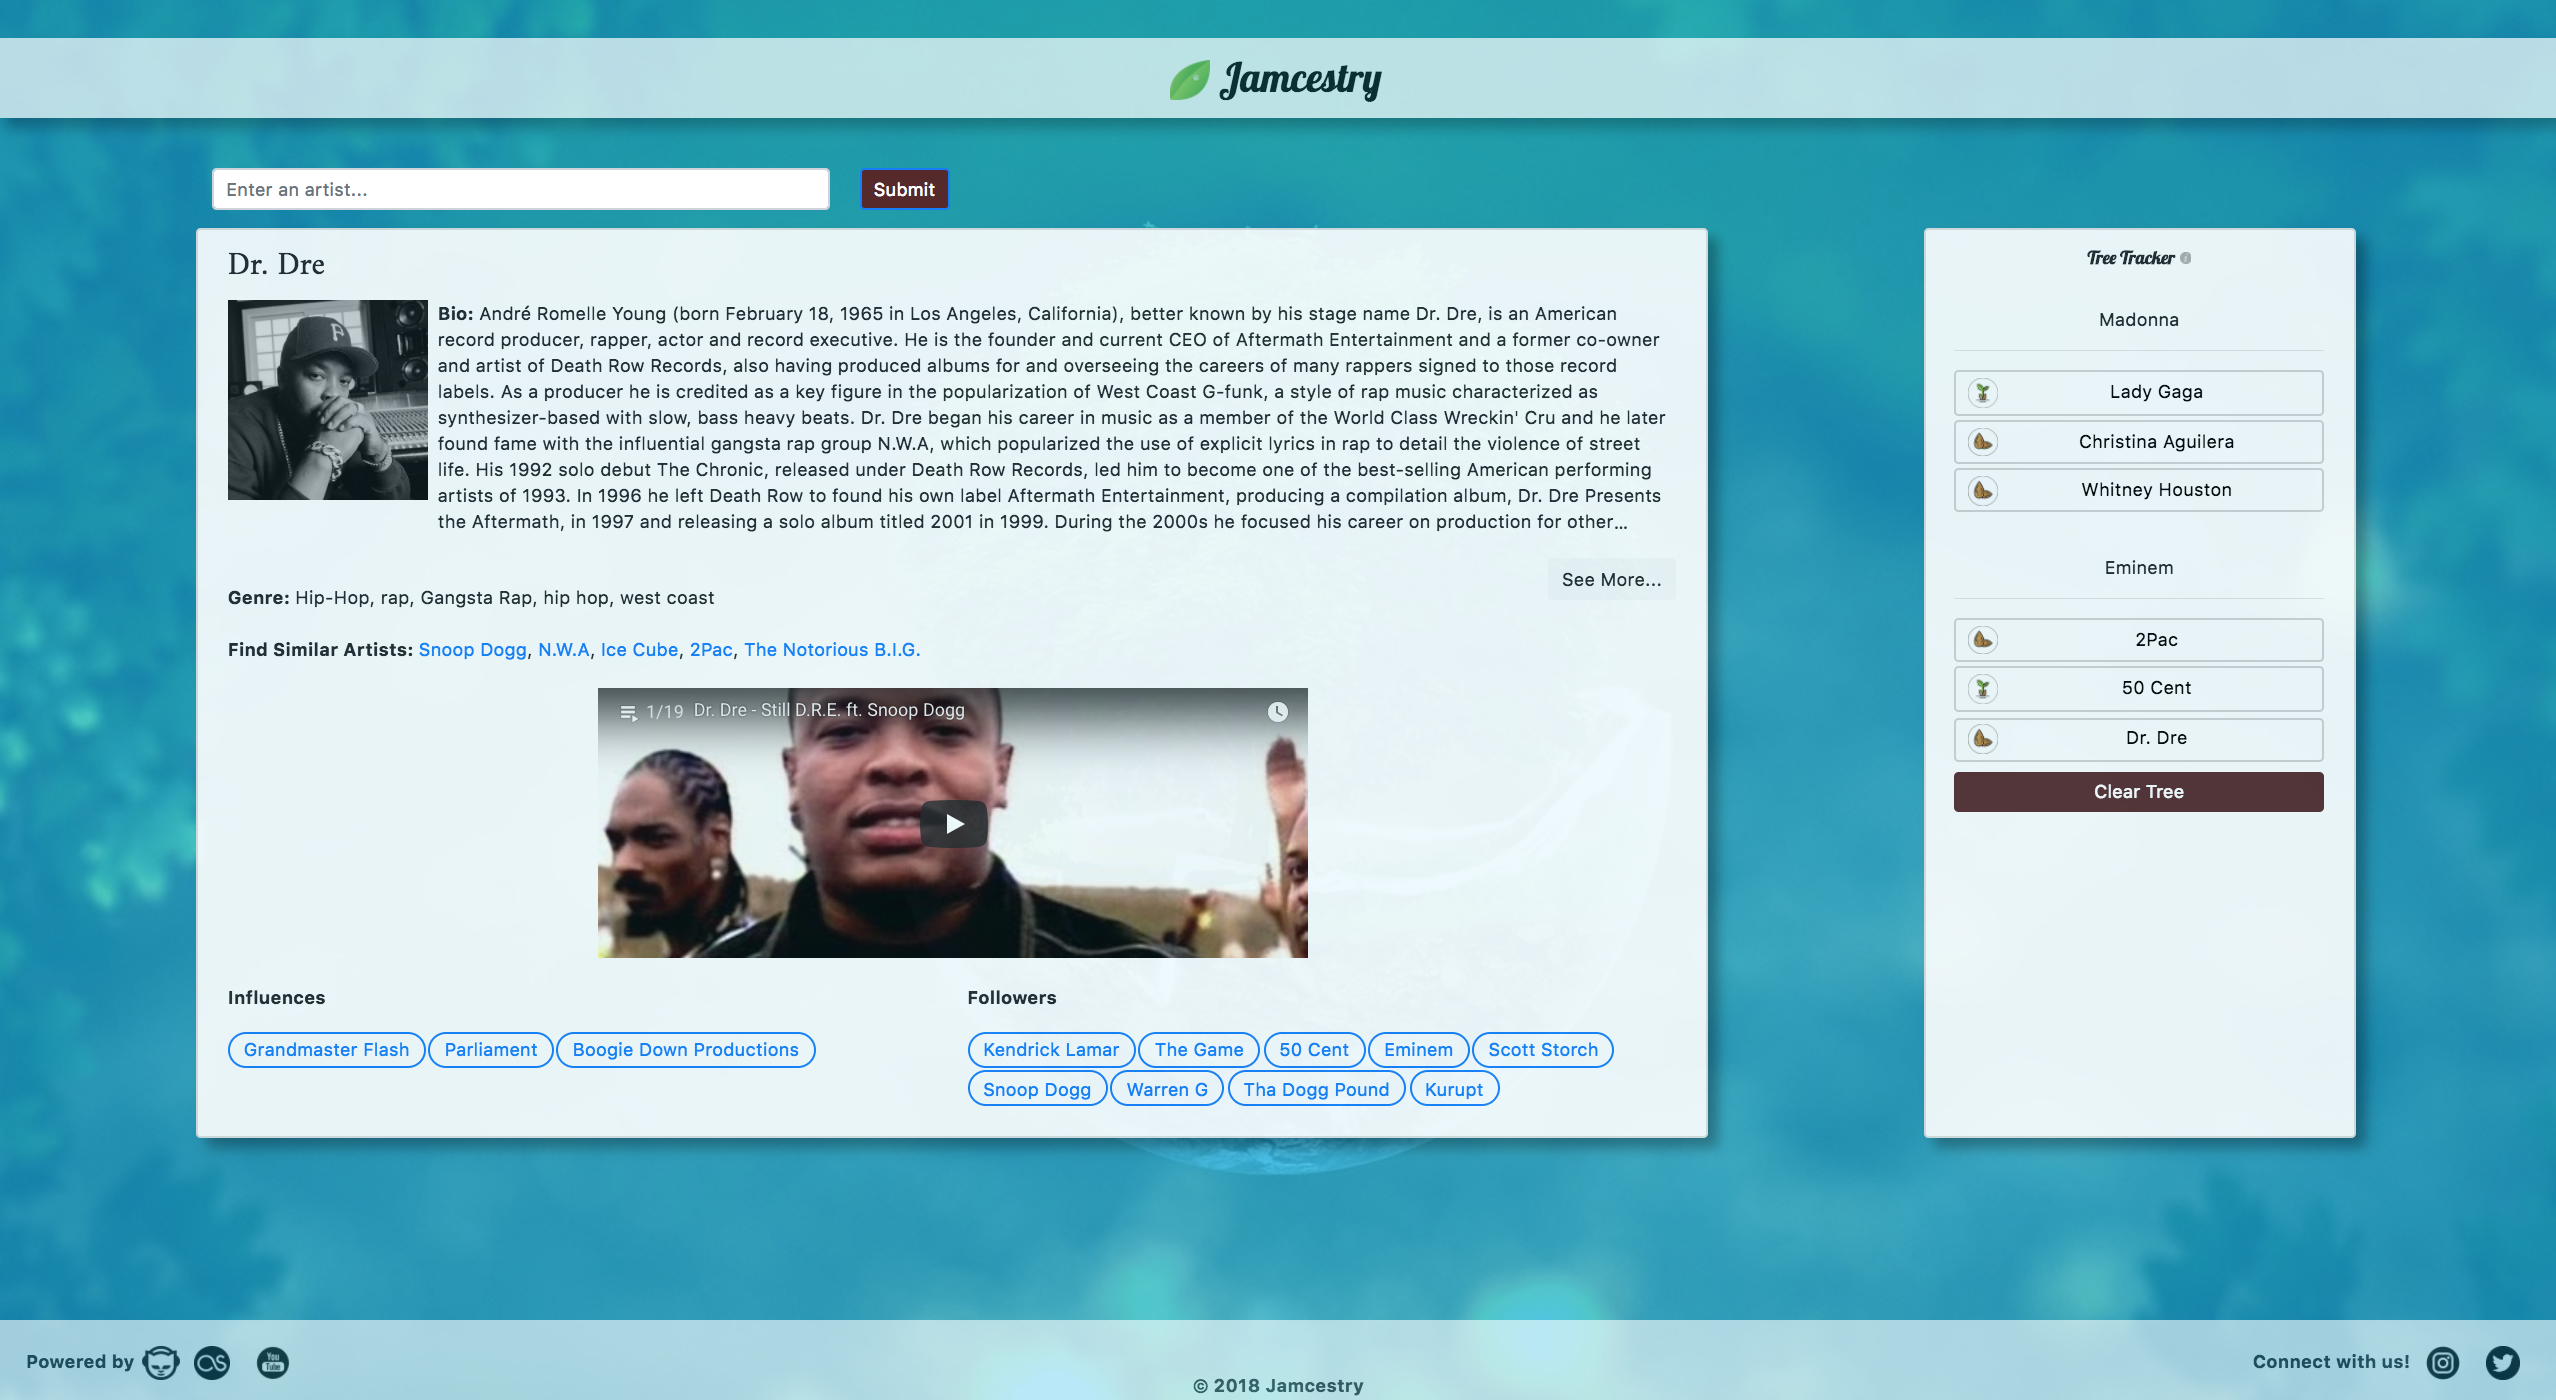 Jamcestry
Enter an artist...
Submit
Dr. Dre
Bio: André Romelle Young (born February 18, 1965 in Los Angeles, California), better known by his stage name Dr. Dre, is an American
record producer, rapper, actor and record executive. He is the founder and current CEO of Aftermath Entertainment and a former co-owner
and artist of Death Row Records, also having produced albums for and overseeing the careers of many rappers signed to those record
labels. As a producer he is credited as a key figure in the popularization of West Coast G-funk, a style of rap music characterized as
synthesizer-based with slow, bass heavy beats. Dr. Dre began his career in music as a member of the World Class Wreckin' Cru and he later
found fame with the influential gangsta rap group N.W.A, which popularized the use of explicit lyrics in rap to detail the violence of street
life. His 1992 solo debut The Chronic, released under Death Row Records, led him to become one of the best-selling American performing
artists of 1993. In 1996 he left Death Row to found his own label Aftermath Entertainment, producing a compilation album, Dr. Dre Presents
the Aftermath, in 1997 and releasing a solo album titled 2001 in 1999. During the 2000s he focused his career on production for other...
See More...
Genre: Hip-Hop, rap, Gangsta Rap, hip hop, west coast
Find Similar Artists: Snoop Dogg, N.W.A, Ice Cube, 2Pac, The Notorious B.I.G.
1/19 Dr. Dre - Still D.R.E. ft. Snoop Dogg
Influences
Grandmaster Flash Parliament Boogie Down Productions
Followers
Kendrick Lamar The Game 50 Cent Eminem Scott Storch
Snoop Dogg Warren G Tha Dogg Pound Kurupt
Tree Tracker i
Madonna
Lady Gaga
Christina Aguilera
Whitney Houston
Eminem
2Pac
50 Cent
Dr. Dre
Clear Tree
Powered by
You Tube
© 2018 Jamcestry
Connect with us!